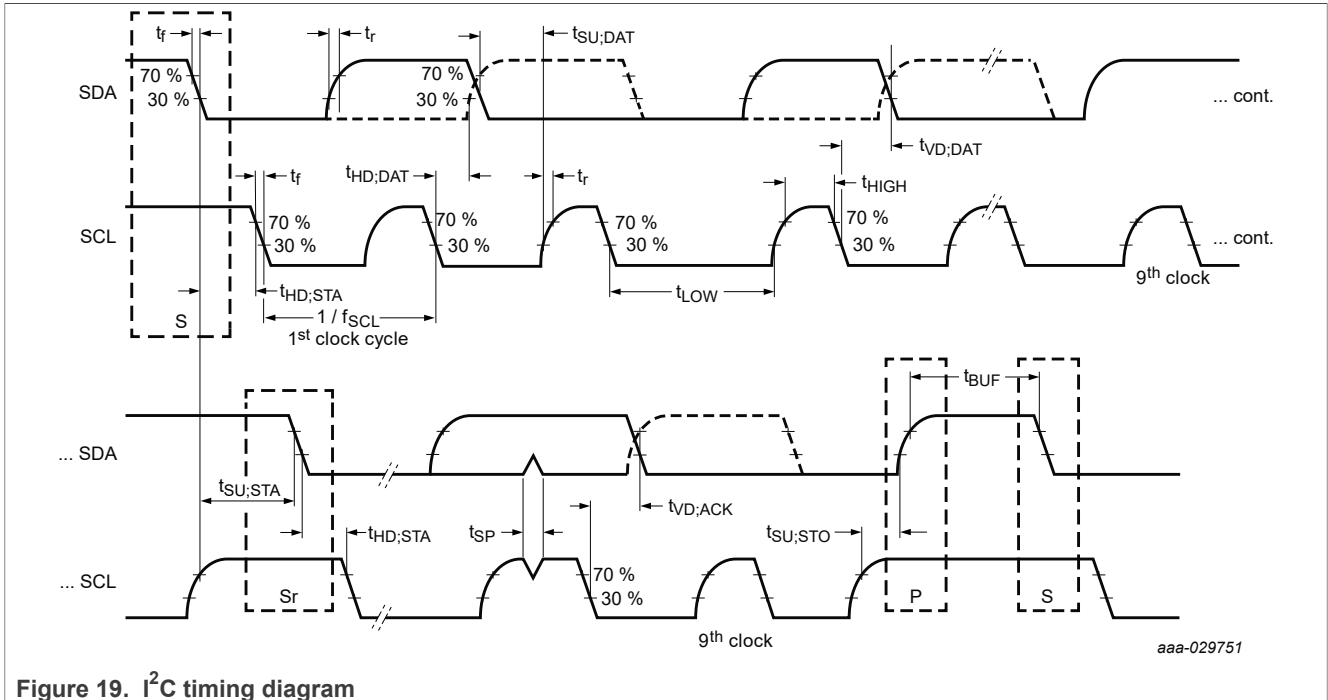 tf
tr
tSU;DAT
70 %
30 %
70 %
30 %
SDA
... cont.
tVD;DAT
tf
tHD;DAT
tr
tHIGH
70 %
30 %
70 %
30 %
70 %
30 %
70 %
30 %
SCL
... cont.
9th clock
tHD;STA
tLOW
S
1 / fSCL
1st clock cycle
tBUF
... SDA
tSU;STA
tHD;STA
tSP
tVD;ACK
tSU;STO
70 %
30 %
... SCL
Sr
P
S
9th clock
aaa-029751
Figure 19. I2C timing diagram